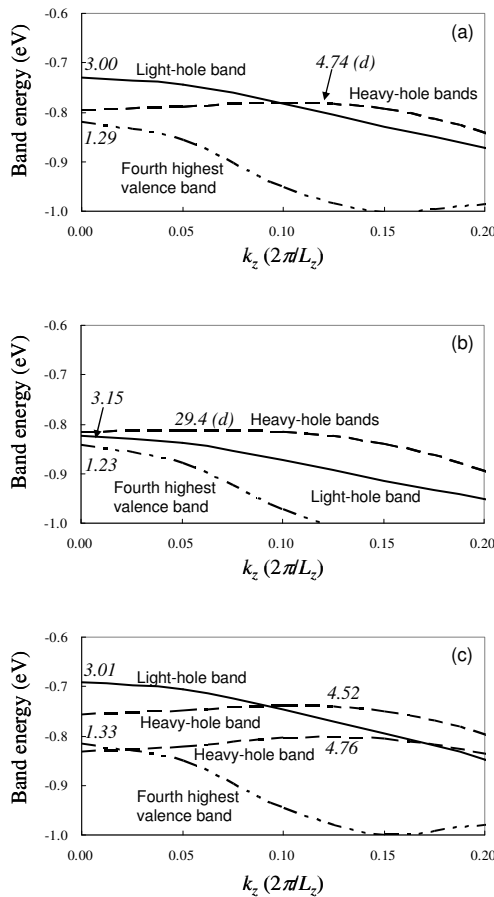 (a)
3.00
Light-hole band
4.74 (d)
Heavy-hole bands
1.29
Fourth highest
valence band
Band energy (eV)
-0.6
-0.7
-0.8
-0.9
-1.0
0.00 0.05 0.10 0.15 0.20
k_z (2π/L_z)
(b)
3.15
29.4 (d)
Heavy-hole bands
1.23
Fourth highest
valence band
Light-hole band
Band energy (eV)
-0.6
-0.7
-0.8
-0.9
-1.0
0.00 0.05 0.10 0.15 0.20
k_z (2π/L_z)
(c)
3.01
Light-hole band
4.52
1.33
Heavy-hole band
Heavy-hole band
4.76
Fourth highest
valence band
Band energy (eV)
-0.6
-0.7
-0.8
-0.9
-1.0
0.00 0.05 0.10 0.15 0.20
k_z (2π/L_z)